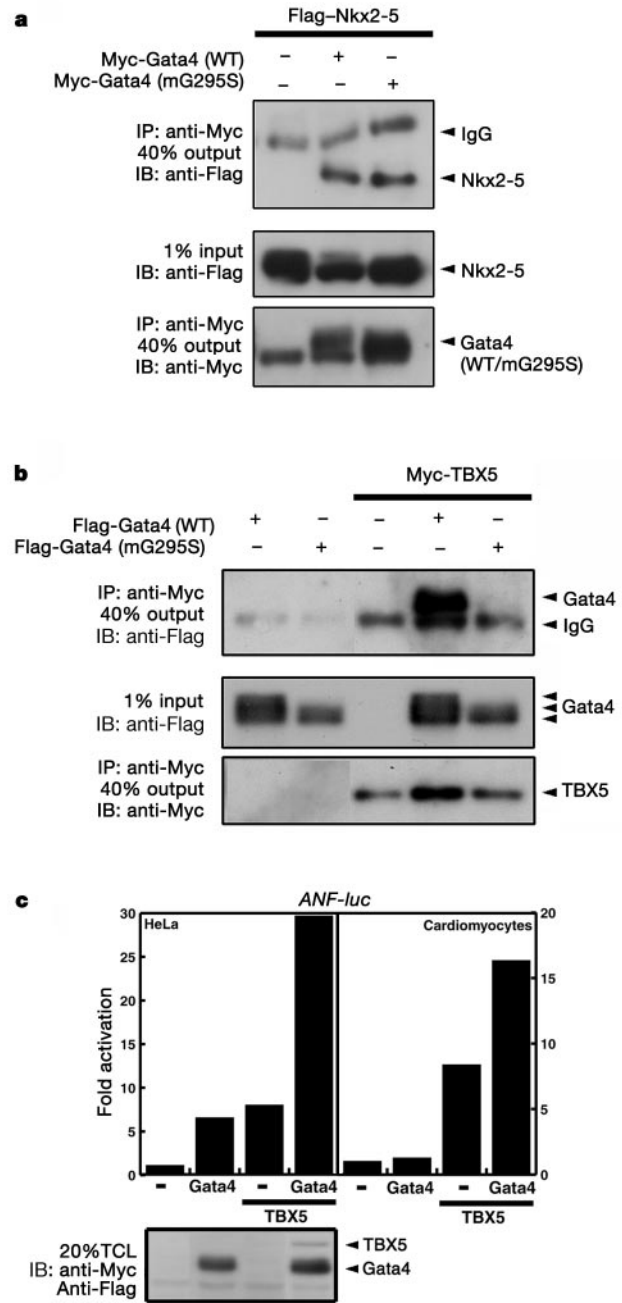 a
Flag–Nkx2-5
Myc-Gata4 (WT) – + –
Myc-Gata4 (mG295S) – – +
IP: anti-Myc
40% output
IB: anti-Flag
IgG
Nkx2-5
1% input
IB: anti-Flag
Nkx2-5
IP: anti-Myc
40% output
IB: anti-Myc
Gata4
(WT/mG295S)
b
Myc-TBX5
Flag-Gata4 (WT) + – – + –
Flag-Gata4 (mG295S) – + – – +
IP: anti-Myc
40% output
IB: anti-Flag
Gata4
IgG
1% input
IB: anti-Flag
Gata4
IP: anti-Myc
40% output
IB: anti-Myc
TBX5
c
ANF-luc
HeLa
Cardiomyocytes
Fold activation
30
25
20
15
10
5
0
20
15
10
5
0
– Gata4 – Gata4 – Gata4 – Gata4
TBX5 TBX5
20%TCL
IB: anti-Myc
Anti-Flag
TBX5
Gata4